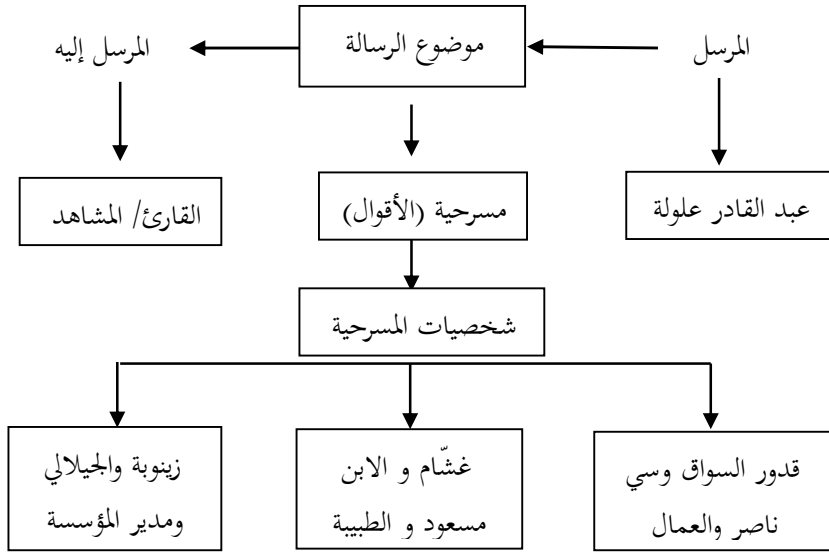 المرسل
موضوع الرسالة
المرسل إليه
عبد القادر علولة
مسرحية (الأقوال)
القارئ/ المشاهد
شخصيات المسرحية
قدور السواق وسي
ناصر والعمال
غشّام و الابن
مسعود و الطبيبة
زينوبة والجيلالي
ومدير المؤسسة